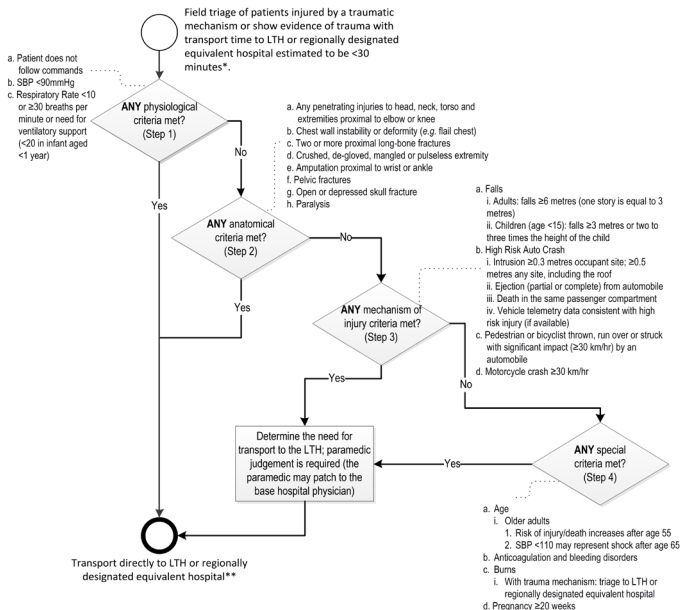 Field triage of patients injured by a traumatic
mechanism or show evidence of trauma with
transport time to LTH or regionally designated
equivalent hospital estimated to be <30
minutes*.
a. Patient does not
follow commands
b. SBP <90mmHg
c. Respiratory Rate <10
or ≥30 breaths per
minute or need for
ventilatory support
(<20 in infant aged
<1 year)
ANY physiological
criteria met?
(Step 1)
No
Yes
a. Any penetrating injuries to head, neck, torso and
extremities proximal to elbow or knee
b. Chest wall instability or deformity (e.g. flail chest)
c. Two or more proximal long-bone fractures
d. Crushed, de-gloved, mangled or pulseless extremity
e. Amputation proximal to wrist or ankle
f. Pelvic fractures
g. Open or depressed skull fracture
h. Paralysis
ANY anatomical
criteria met?
(Step 2)
No
Yes
a. Falls
i. Adults: falls ≥6 metres (one story is equal to 3
metres)
ii. Children (age <15): falls ≥3 metres or two to
three times the height of the child
b. High Risk Auto Crash
i. Intrusion ≥0.3 metres occupant site; ≥0.5
metres any site, including the roof
ii. Ejection (partial or complete) from automobile
iii. Death in the same passenger compartment
iv. Vehicle telemetry data consistent with high
risk injury (if available)
c. Pedestrian or bicyclist thrown, run over or struck
with significant impact (≥30 km/hr) by an
automobile
d. Motorcycle crash ≥30 km/hr
ANY mechanism of
injury criteria met?
(Step 3)
Yes
No
Determine the need for
transport to the LTH; paramedic
judgement is required (the
paramedic may patch to the
base hospital physician)
Yes
ANY special
criteria met?
(Step 4)
a. Age
i. Older adults
1. Risk of injury/death increases after age 55
2. SBP <110 may represent shock after age 65
b. Anticoagulation and bleeding disorders
c. Burns
i. With trauma mechanism: triage to LTH or
regionally designated equivalent hospital
d. Pregnancy ≥20 weeks
Transport directly to LTH or regionally
designated equivalent hospital**